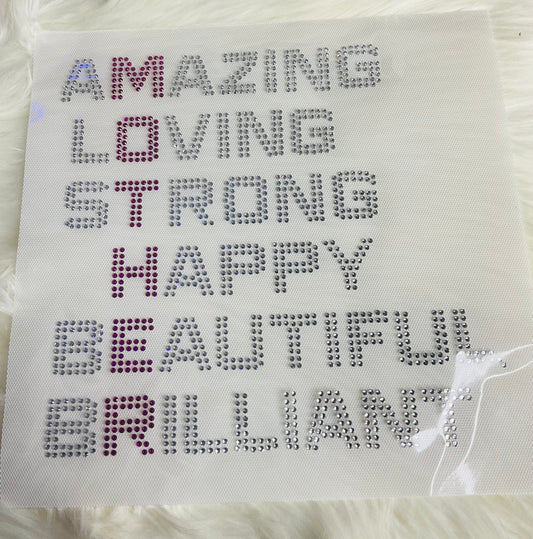 AMAZING
LOVING
STRONG
HAPPY
BEAUTIFUL
BRILLIANT